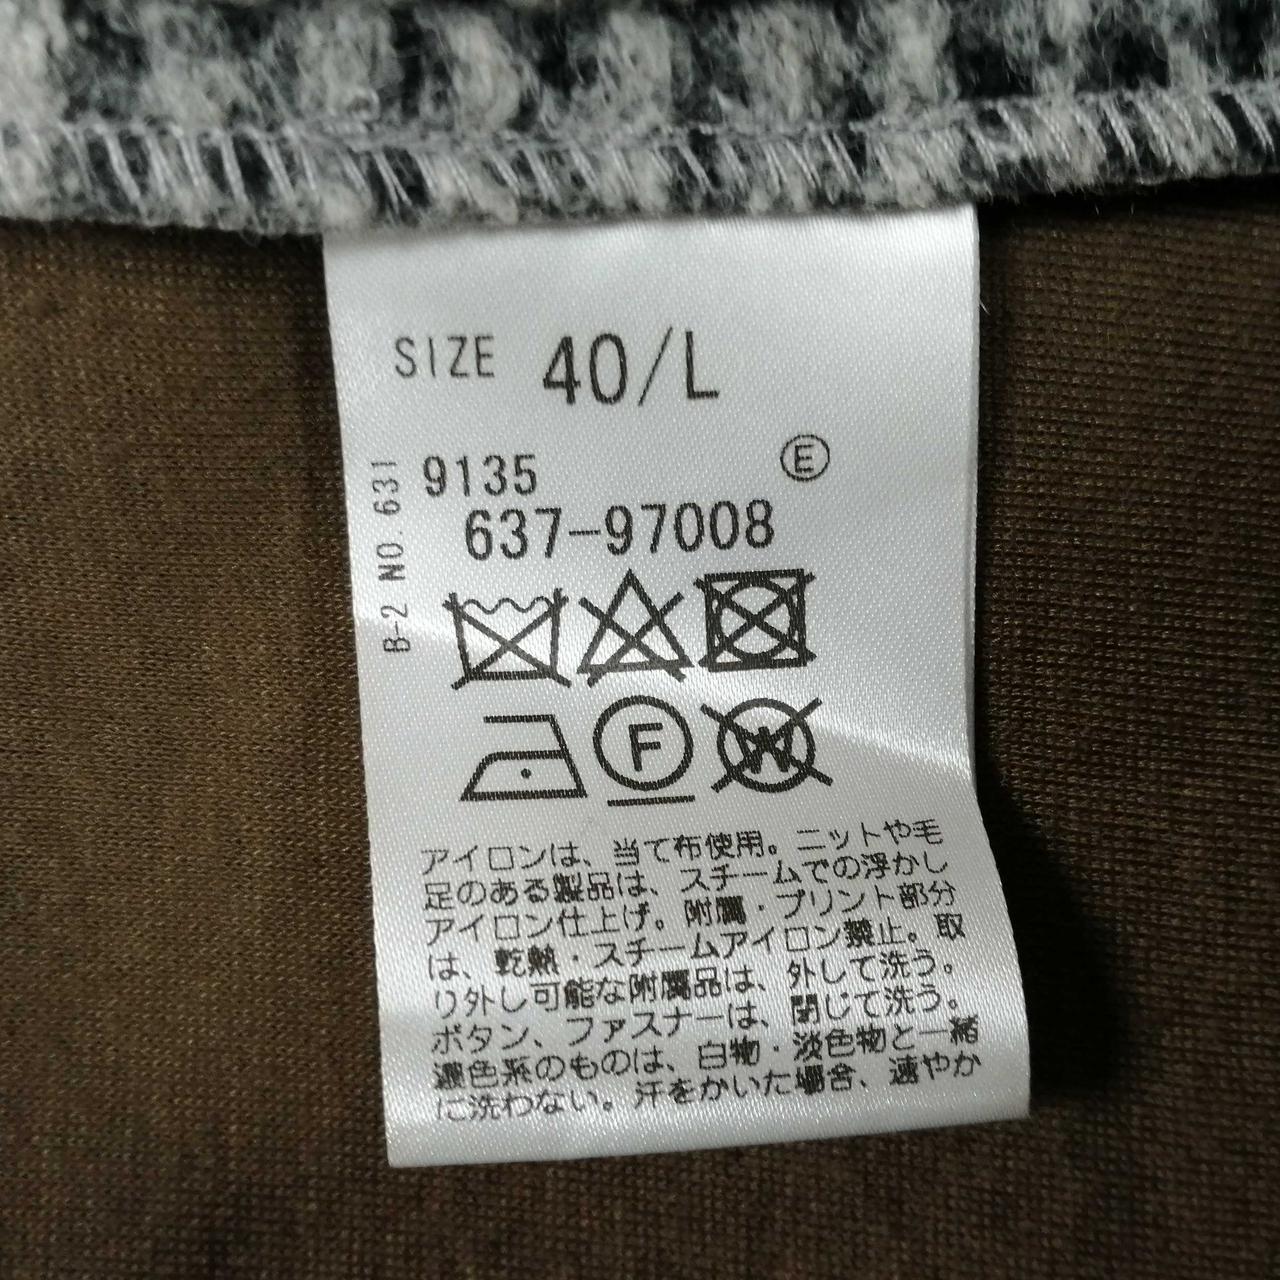 SIZE 40/L
Ⓔ
9135
637-97008
B-2 NO. 631
F
W
アイロンは、当て布使用。ニットや毛
足のある製品は、スチームでの浮かし
アイロン仕上げ。附属・プリント部分
は、乾熱・スチームアイロン禁止。取
り外し可能な附属品は、外して洗う。
ボタン、ファスナーは、閉じて洗う。
濃色系のものは、白物・淡色物と一緒
に洗わない。汗をかいた場合、速やか